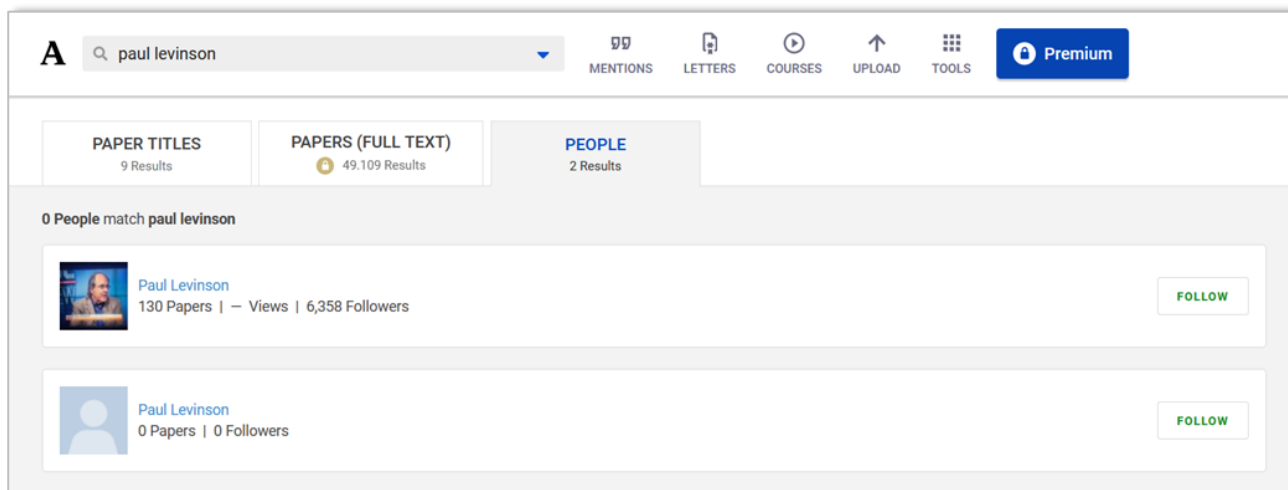 A paul levinson MENTIONS LETTERS COURSES UPLOAD TOOLS Premium
PAPER TITLES
9 Results
PAPERS (FULL TEXT)
49.109 Results
PEOPLE
2 Results
0 People match paul levinson
Paul Levinson
130 Papers | — Views | 6,358 Followers
FOLLOW
Paul Levinson
0 Papers | 0 Followers
FOLLOW